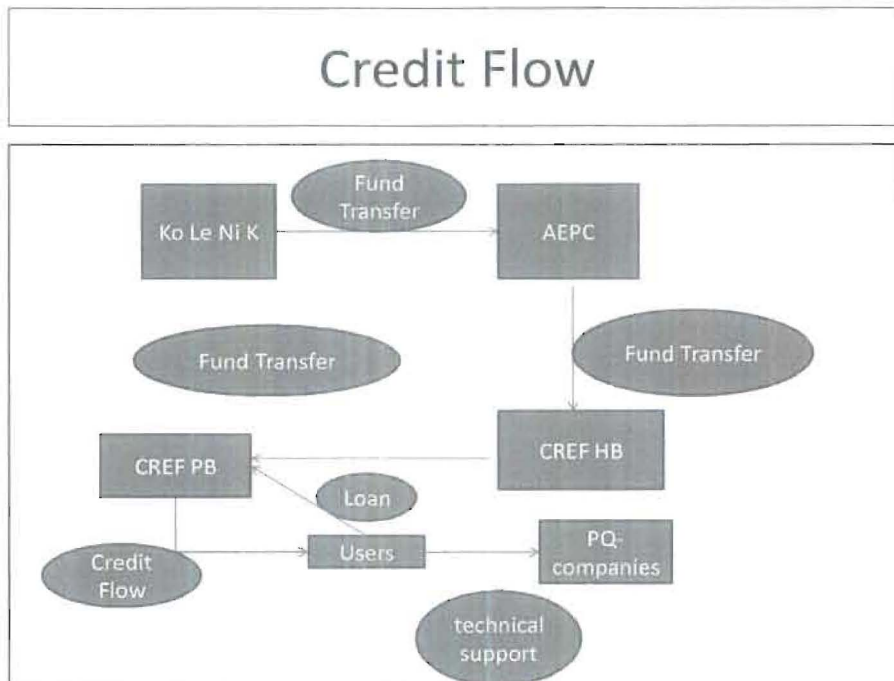 Credit Flow
Fund
Transfer
Ko Le Ni K
AEPC
Fund Transfer
Fund Transfer
CREF PB
CREF HB
Loan
Users
PQ-
companies
Credit
Flow
technical
support